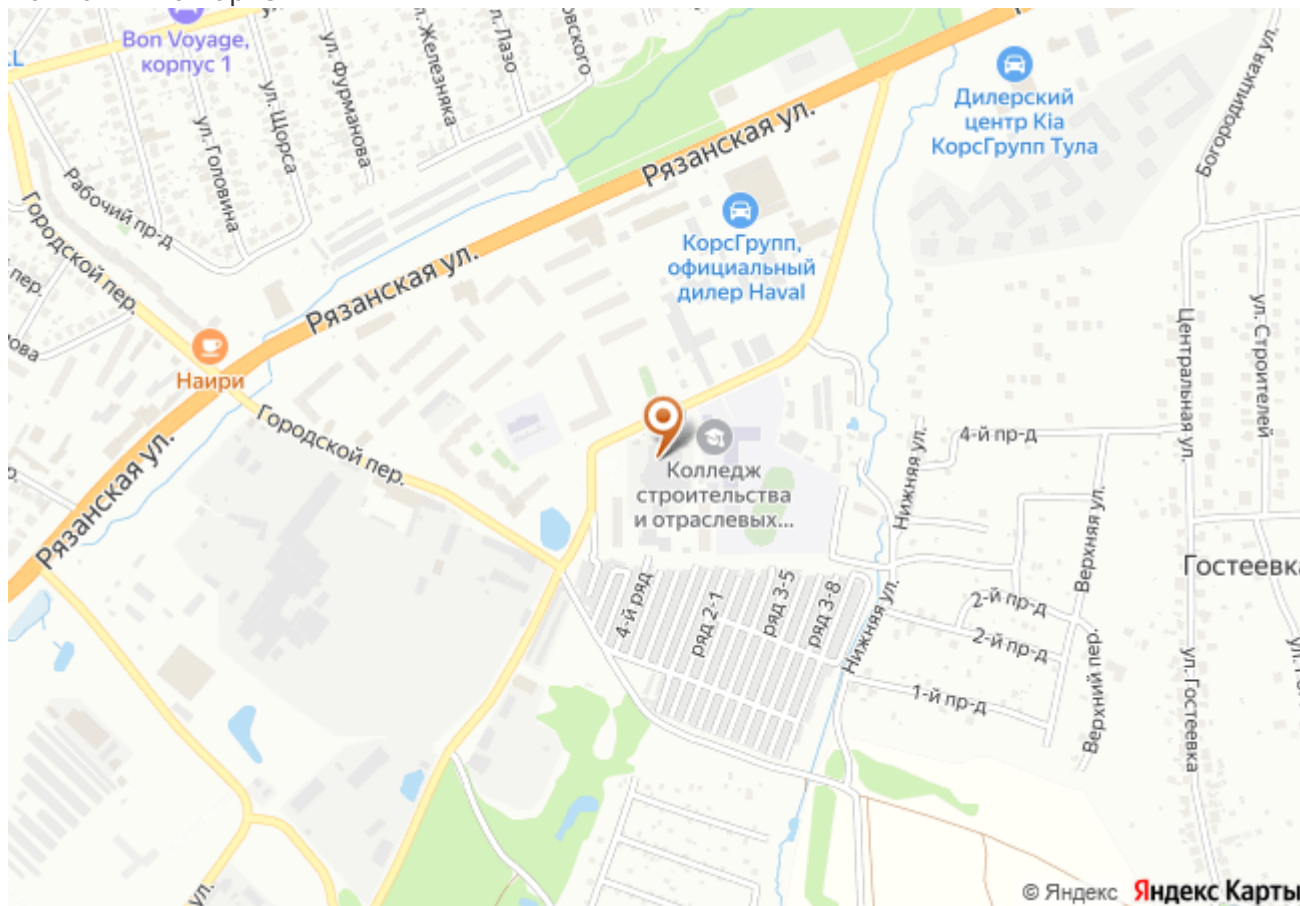 Bon Voyage,
корпус 1
ул. Фурманова
ул. Железняка
ул. Лазо
ул. Щорса
ул. Головина
Рабочий пр-д
Городской пер.
пер.
Рязанская ул.
Рязанская ул.
Дилерский
центр Kia
КорсГрупп Тула
Богородицкая ул.
КорсГрупп,
официальный
дилер Haval
Наири
Городской пер.
Рязанская ул.
Центральная ул.
ул. Строителей
Колледж
строительства
и отраслевых...
Нижняя ул.
4-й пр-д
Верхняя ул.
Гостеевка
4-й ряд
ряд 2-1
ряд 3-5
ряд 3-8
Нижняя ул.
2-й пр-д
2-й пр-д
1-й пр-д
Верхний пер.
ул. Гостеевка
ул.
© Яндекс Яндекс Карты